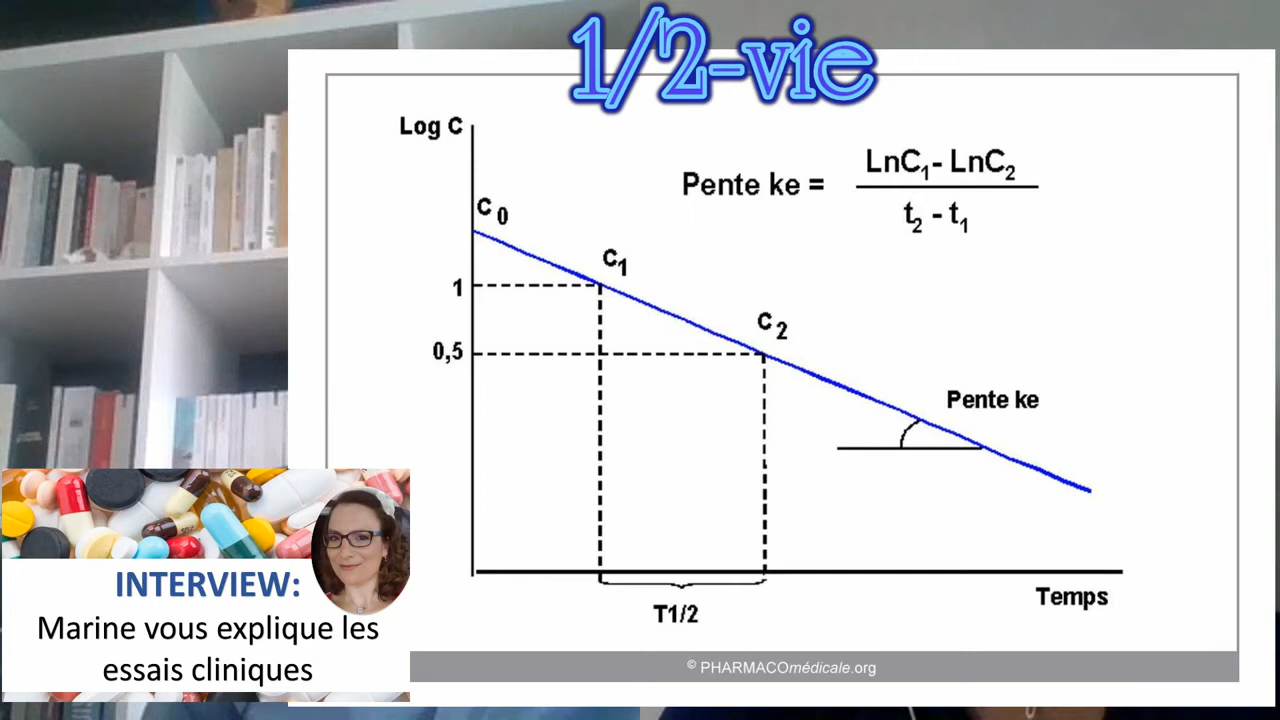 1/2-vie
Log C
Pente ke = LnC1- LnC2
t2 - t1
C0
C1
1
C2
0,5
Pente ke
Temps
T1/2
© PHARMACOmédicale.org
INTERVIEW:
Marine vous explique les
essais cliniques